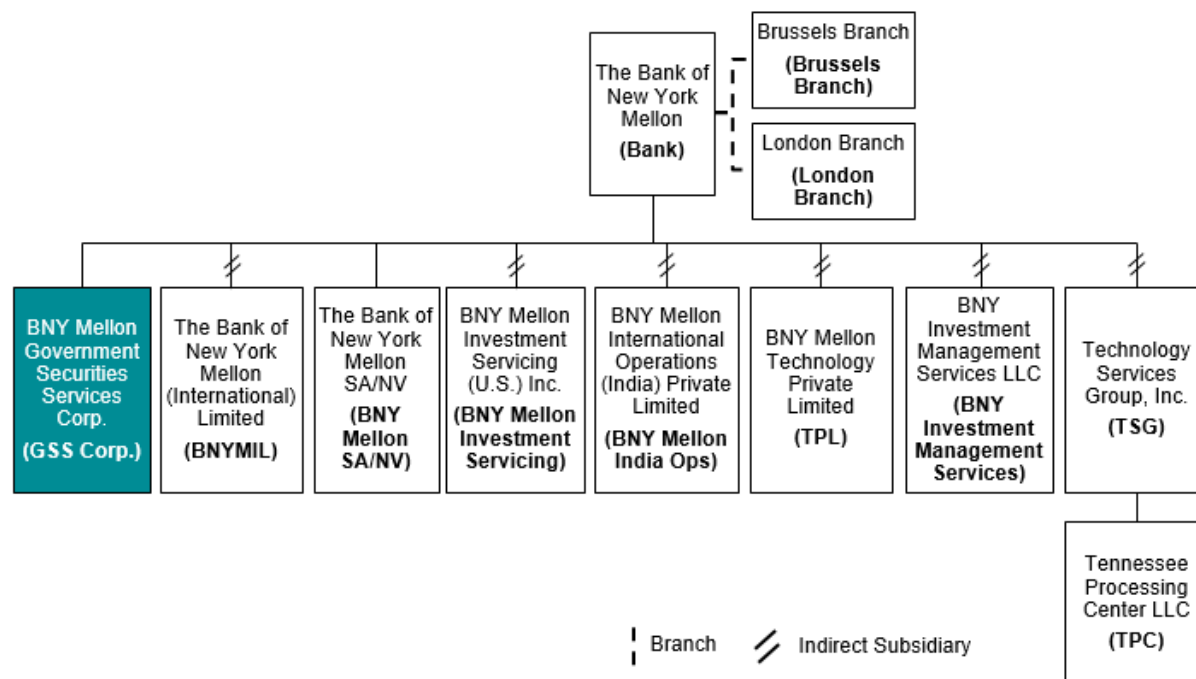 The Bank of
New York
Mellon
(Bank)
Brussels Branch
(Brussels
Branch)
London Branch
(London
Branch)
BNY Mellon
Government
Securities
Services
Corp.
(GSS Corp.)
The Bank of
New York
Mellon
(International)
Limited
(BNYMIL)
The Bank of
New York
Mellon
SA/NV
(BNY
Mellon
SA/NV)
BNY Mellon
Investment
Servicing
(U.S.) Inc.
(BNY Mellon
Investment
Servicing)
BNY Mellon
International
Operations
(India) Private
Limited
(BNY Mellon
India Ops)
BNY Mellon
Technology
Private
Limited
(TPL)
BNY
Investment
Management
Services LLC
(BNY
Investment
Management
Services)
Technology
Services
Group, Inc.
(TSG)
Tennessee
Processing
Center LLC
(TPC)
Branch
Indirect Subsidiary